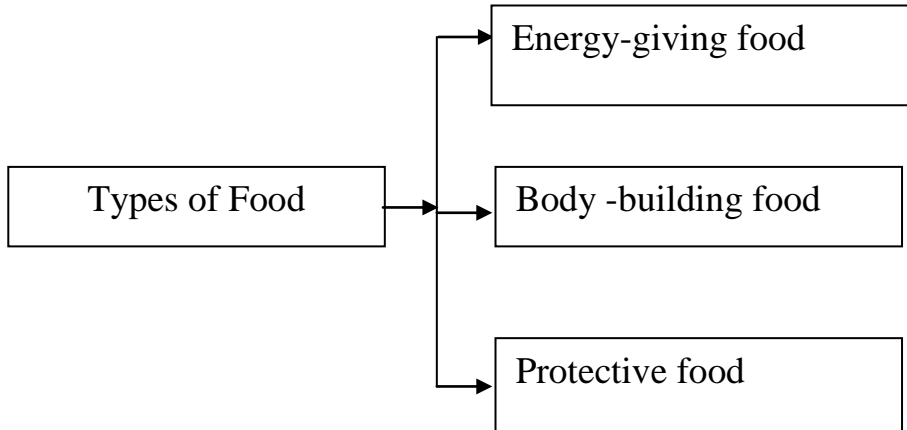 Energy-giving food
Types of Food
Body -building food
Protective food